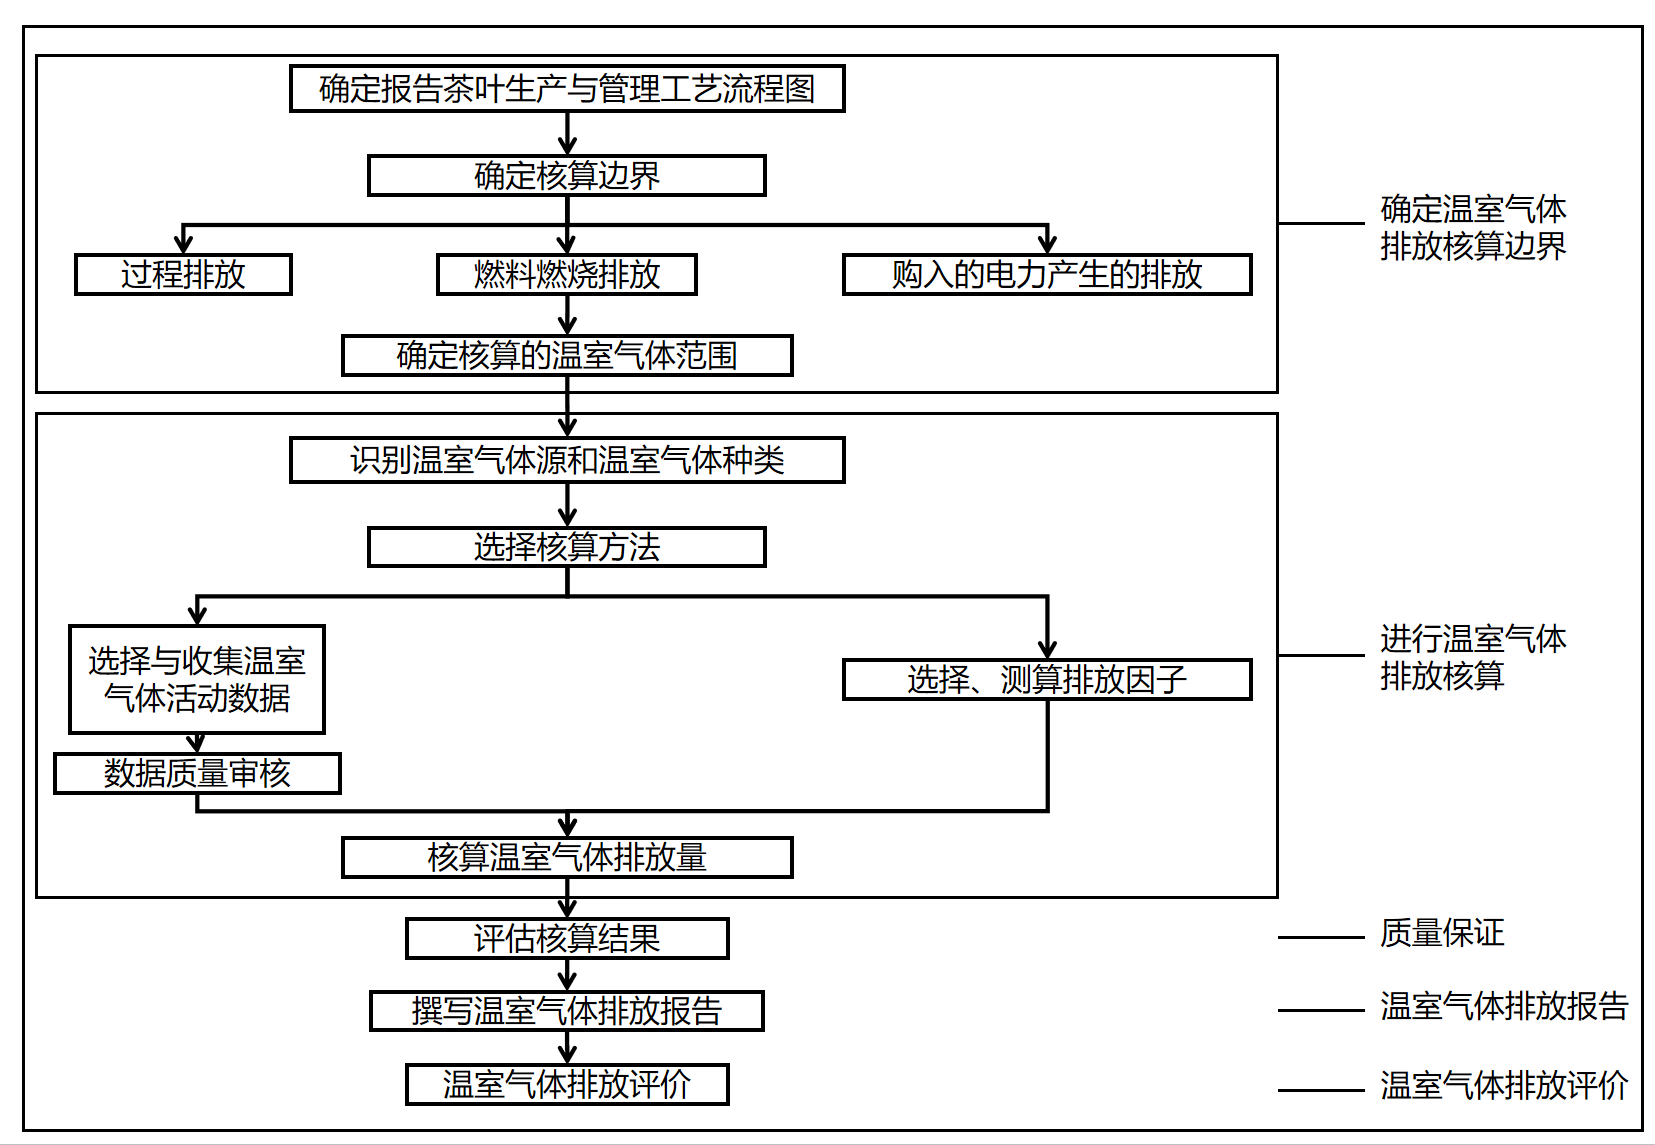 确定报告茶叶生产与管理工艺流程图
确定核算边界
过程排放
燃料燃烧排放
购入的电力产生的排放
确定核算的温室气体范围
确定温室气体
排放核算边界
识别温室气体源和温室气体种类
选择核算方法
选择与收集温室
气体活动数据
选择、测算排放因子
数据质量审核
核算温室气体排放量
进行温室气体
排放核算
评估核算结果
质量保证
撰写温室气体排放报告
温室气体排放报告
温室气体排放评价
温室气体排放评价